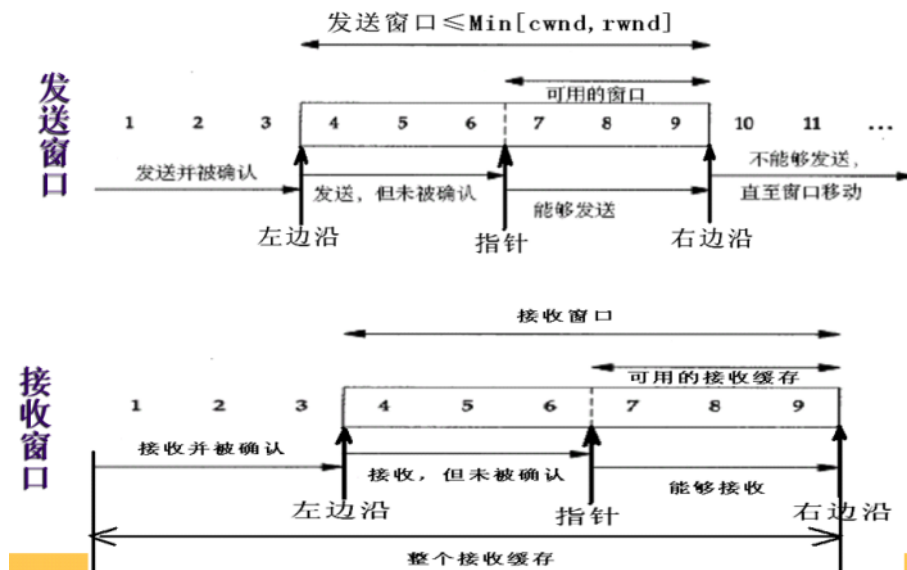 发送窗口≤Min[cwnd, rwnd]
发送窗口
可用的窗口
1 2 3 4 5 6 7 8 9 10 11 ...
发送并被确认
发送，但未被确认
能够发送
不能够发送，
直至窗口移动
左边沿
指针
右边沿
接收窗口
接收窗口
可用的接收缓存
1 2 3 4 5 6 7 8 9
接收并被确认
接收，但未被确认
能够接收
左边沿
指针
右边沿
整个接收缓存